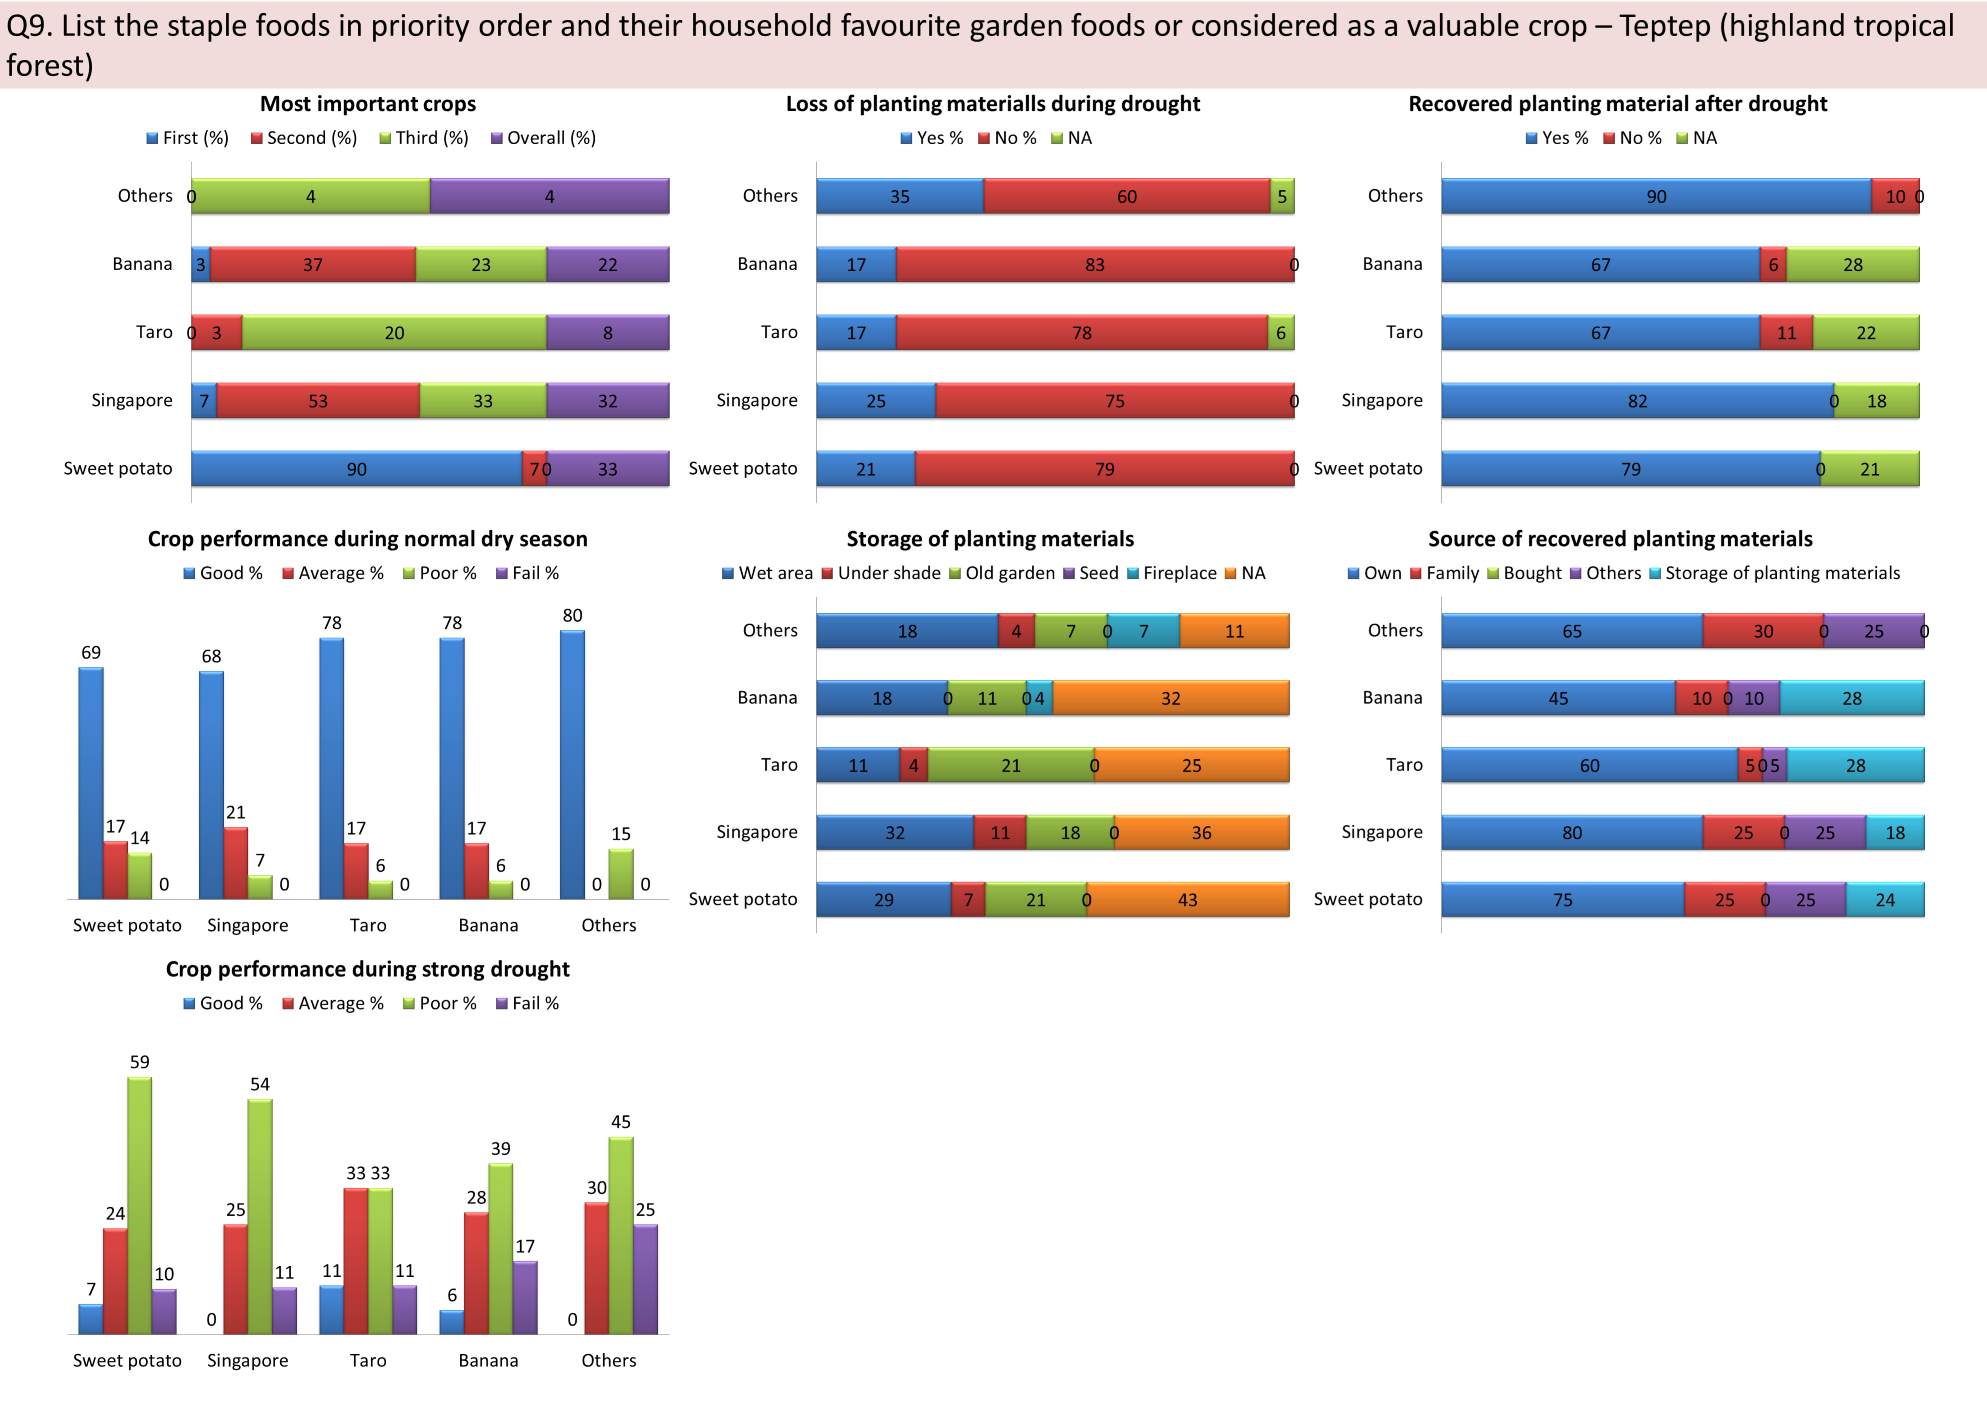 Q9. List the staple foods in priority order and their household favourite garden foods or considered as a valuable crop – Teptep (highland tropical
forest)
Most important crops
First (%) Second (%) Third (%) Overall (%)
Others 0 4 4
Banana 3 37 23 22
Taro 0 3 20 8
Singapore 7 53 33 32
Sweet potato 90 7 0 33
Loss of planting materialls during drought
Yes % No % NA
Others 35 60 5
Banana 17 83 0
Taro 17 78 6
Singapore 25 75 0
Sweet potato 21 79 0
Recovered planting material after drought
Yes % No % NA
Others 90 10 0
Banana 67 6 28
Taro 67 11 22
Singapore 82 0 18
Sweet potato 79 0 21
Crop performance during normal dry season
Good % Average % Poor % Fail %
69 17 14 0 68 21 7 0 78 17 6 0 78 17 6 0 80 0 15 0
Sweet potato Singapore Taro Banana Others
Storage of planting materials
Wet area Under shade Old garden Seed Fireplace NA
Others 18 4 7 0 7 11
Banana 18 0 11 0 4 32
Taro 11 4 21 0 25
Singapore 32 11 18 0 36
Sweet potato 29 7 21 0 43
Source of recovered planting materials
Own Family Bought Others Storage of planting materials
Others 65 30 0 25 0
Banana 45 10 0 10 28
Taro 60 5 0 5 28
Singapore 80 25 0 25 18
Sweet potato 75 25 0 25 24
Crop performance during strong drought
Good % Average % Poor % Fail %
7 24 59 10 0 25 54 11 11 33 33 11 6 28 39 17 0 30 45 25
Sweet potato Singapore Taro Banana Others